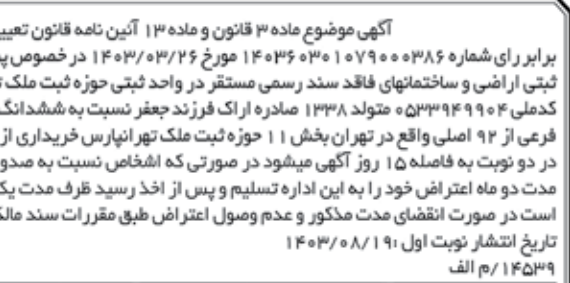 آگهی موضوع ماده ۳ قانون و ماده ۱۳ آئین نامه قانون تعیی
برابر رای شماره ۱۴۰۳۶۰۳۰۱۰۷۹۰۰۰۳۸۶ مورخ ۱۴۰۳/۰۳/۲۶ در خصوص پر
ثبتی اراضی و ساختمانهای فاقد سند رسمی مستقر در واحد ثبتی حوزه ثبت ملک ت
کدملی ۰۵۳۳۹۴۹۹۰۴ متولد ۱۳۳۸ صادره اراک فرزند جعفر نسبت به ششدانگ
فرعی از ۹۲ اصلی واقع در تهران بخش ۱۱ حوزه ثبت ملک تهرانپارس خریداری از
در دو نوبت به فاصله ۱۵ روز آگهی میشود در صورتی که اشخاص نسبت به صدو
مدت دو ماه اعتراض خود را به این اداره تسلیم و پس از اخذ رسید ظرف مدت یک
است در صورت انقضای مدت مذکور و عدم وصول اعتراض طبق مقررات سند مالک
تاریخ انتشار نوبت اول ۱۴۰۳/۰۸/۱۹،
۱۴۵۳۹/م الف